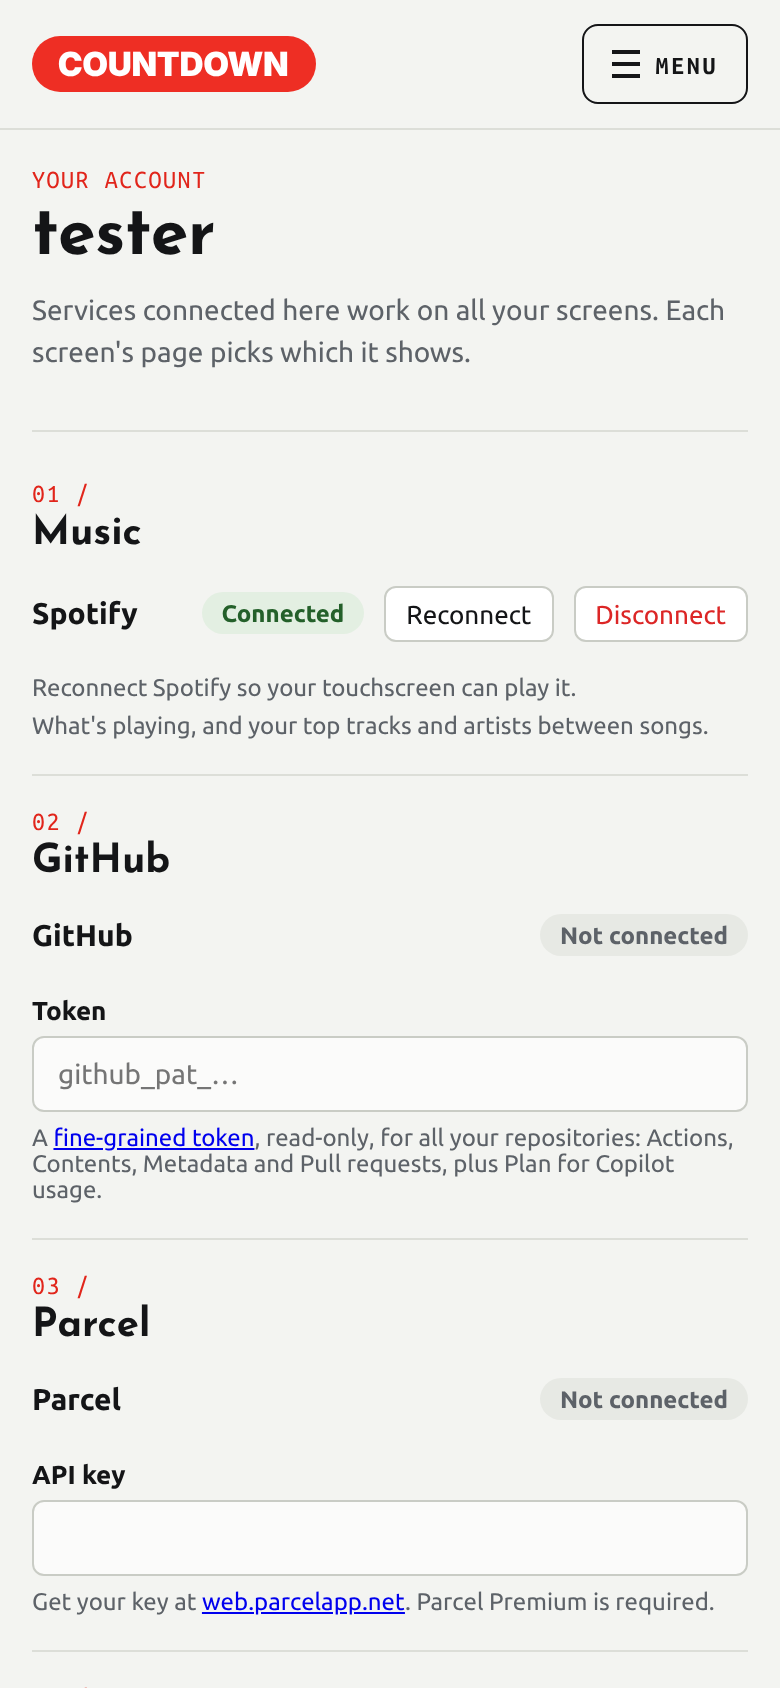 COUNTDOWN
MENU
YOUR ACCOUNT
tester
Services connected here work on all your screens. Each
screen's page picks which it shows.
01 /
Music
Spotify
Connected
Reconnect
Disconnect
Reconnect Spotify so your touchscreen can play it.
What's playing, and your top tracks and artists between songs.
02 /
GitHub
GitHub
Not connected
Token
github_pat_...
A fine-grained token, read-only, for all your repositories: Actions,
Contents, Metadata and Pull requests, plus Plan for Copilot
usage.
03 /
Parcel
Parcel
Not connected
API key
Get your key at web.parcelapp.net. Parcel Premium is required.